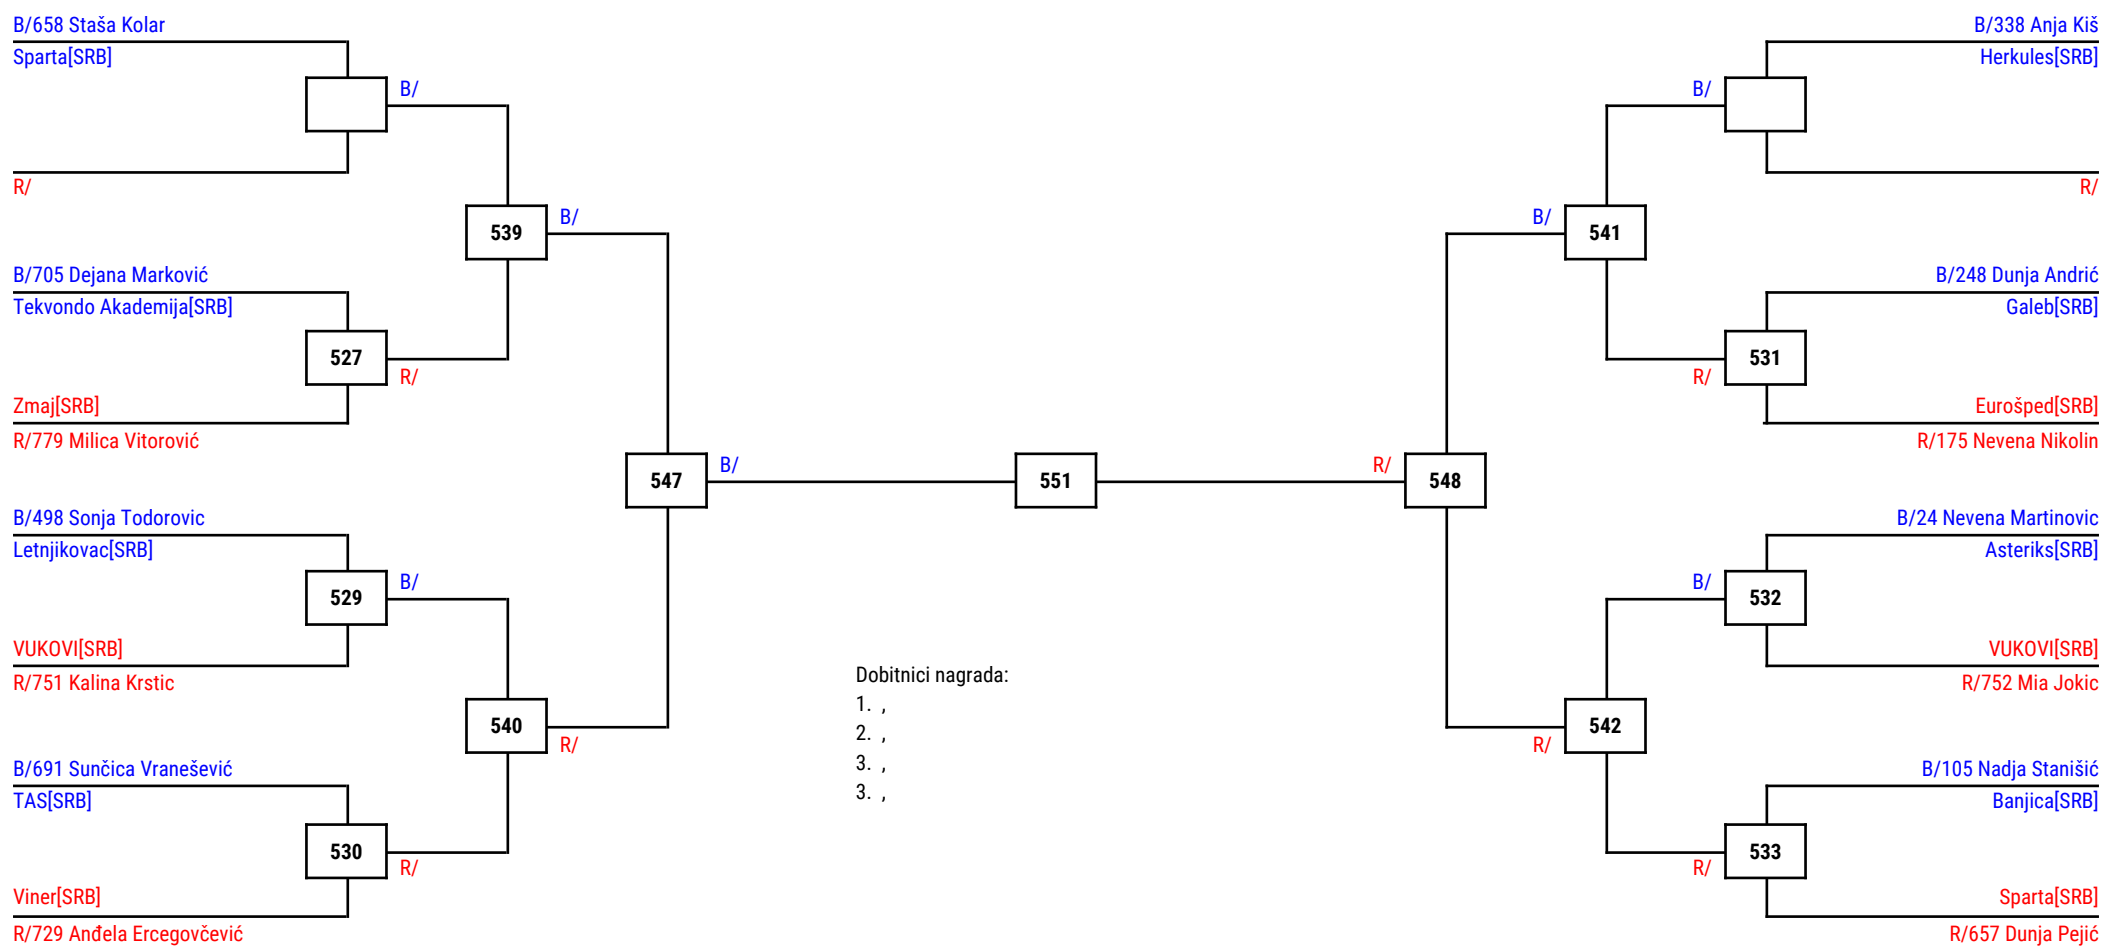 B/658 Staša Kolar
Sparta[SRB]
B/
R/
539
B/
B/705 Dejana Marković
Tekvondo Akademija[SRB]
527
R/
Zmaj[SRB]
R/779 Milica Vitorović
547
B/
B/498 Sonja Todorovic
Letnjikovac[SRB]
529
B/
VUKOVI[SRB]
R/751 Kalina Krstic
540
R/
B/691 Sunčica Vranešević
TAS[SRB]
530
R/
Viner[SRB]
R/729 Anđela Ercegovčević
551
Dobitnici nagrada:
1. ,
2. ,
3. ,
3. ,
B/338 Anja Kiš
Herkules[SRB]
B/
R/
B/
541
B/248 Dunja Andrić
Galeb[SRB]
531
R/
Eurošped[SRB]
R/175 Nevena Nikolin
R/
548
B/24 Nevena Martinovic
Asteriks[SRB]
B/
532
VUKOVI[SRB]
R/752 Mia Jokic
542
R/
B/105 Nadja Stanišić
Banjica[SRB]
533
R/
Sparta[SRB]
R/657 Dunja Pejić